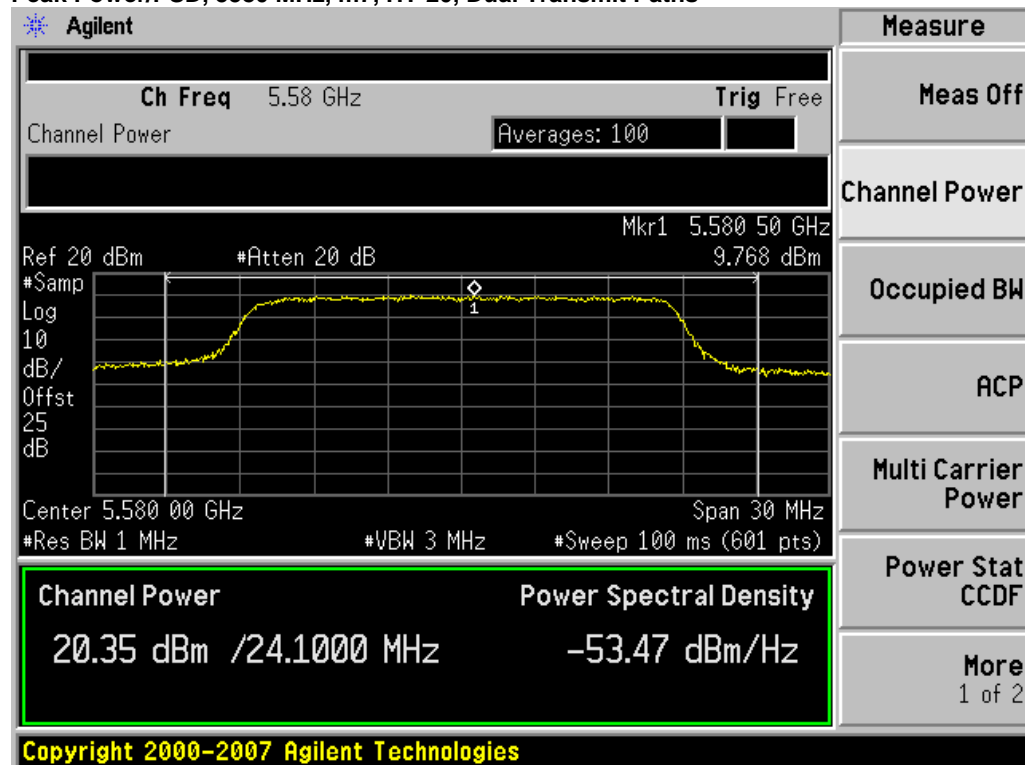 Agilent
Measure
Ch Freq 5.58 GHz
Trig Free
Meas Off
Channel Power
Averages: 100
Channel Power
Mkr1 5.580 50 GHz
Ref 20 dBm #Atten 20 dB 9.768 dBm
#Samp
Log
10
dB/
Offst
25
dB
1
Occupied BW
ACP
Multi Carrier
Power
Center 5.580 00 GHz Span 30 MHz
#Res BW 1 MHz #VBW 3 MHz #Sweep 100 ms (601 pts)
Power Stat
CCDF
Channel Power Power Spectral Density
20.35 dBm /24.1000 MHz -53.47 dBm/Hz
More
1 of 2
Copyright 2000-2007 Agilent Technologies